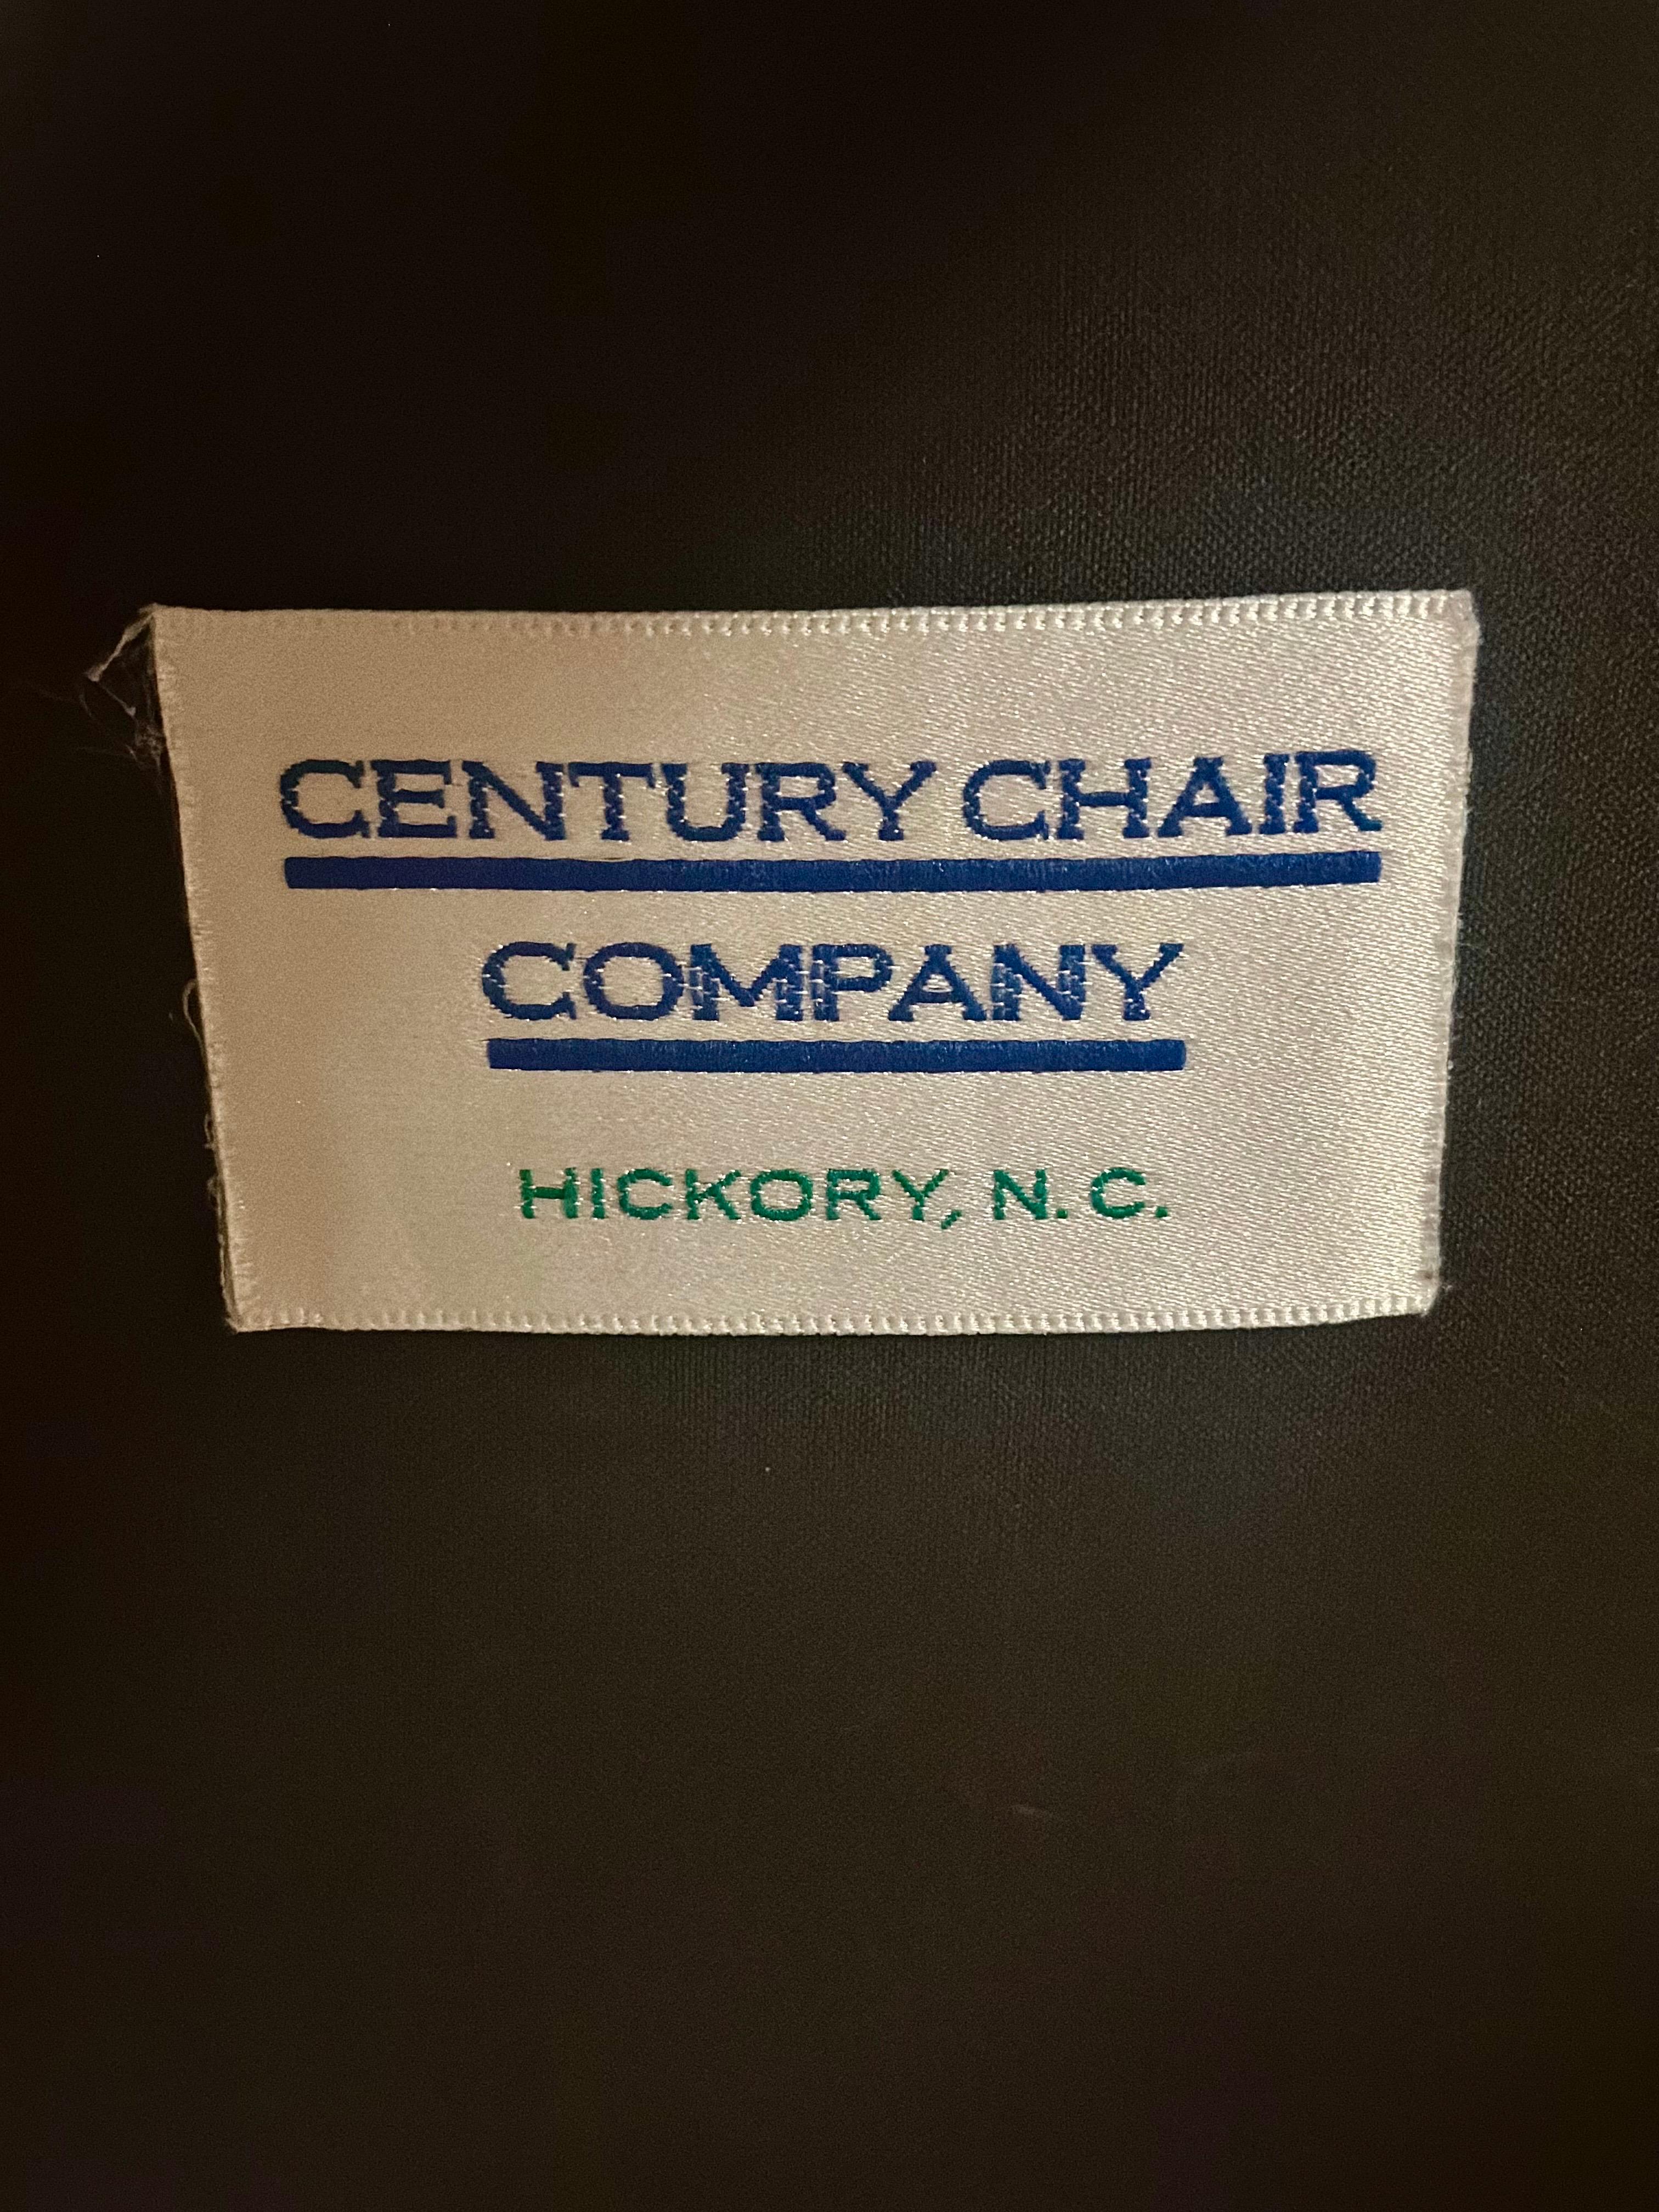 CENTURY CHAIR
COMPANY
HICKORY, N. C.